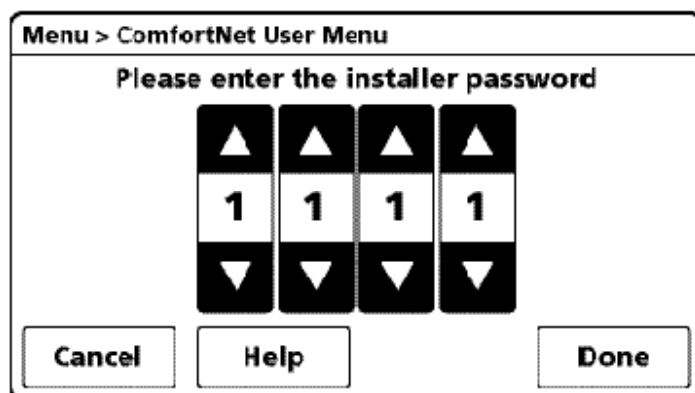 Menu > ComfortNet User Menu
Please enter the installer password
1 1 1 1
Cancel Help Done